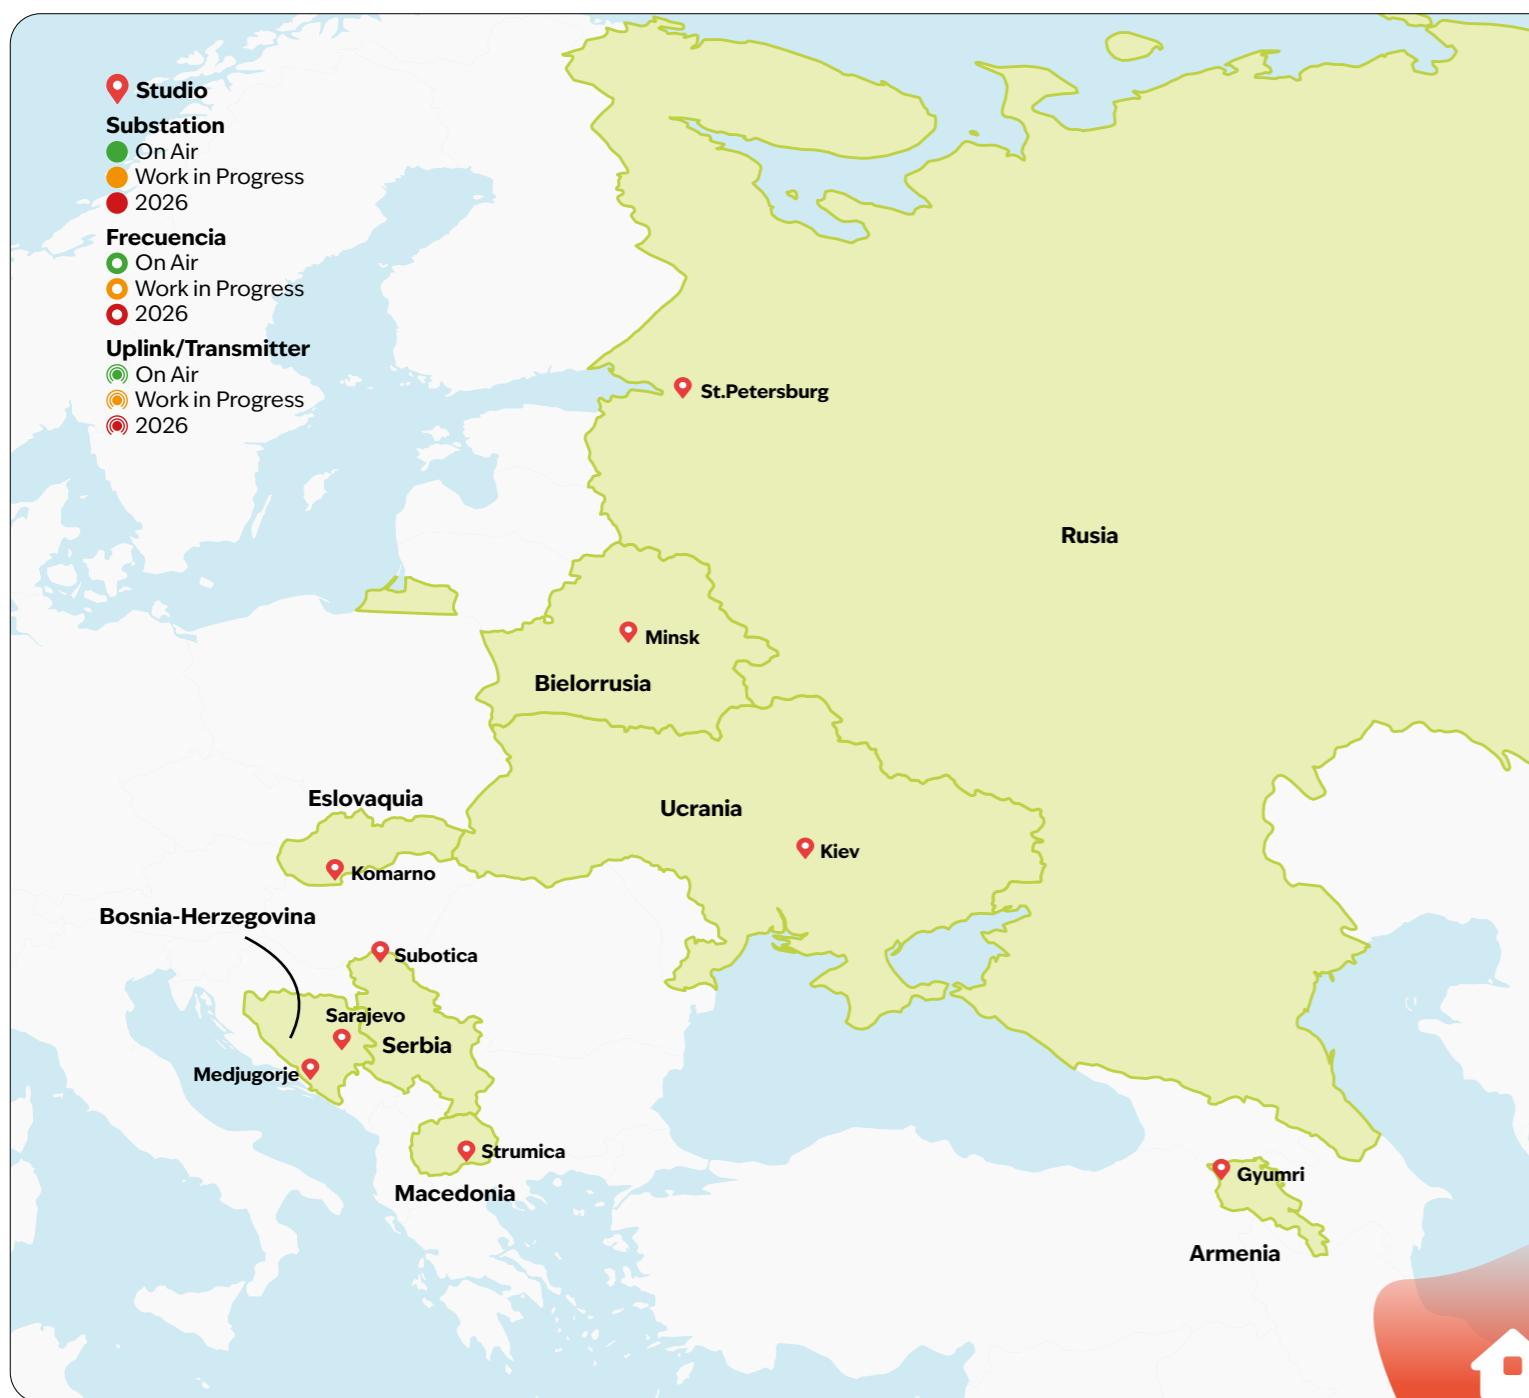 Studio
Substation
On Air
Work in Progress
2026
Frecuencia
On Air
Work in Progress
2026
Uplink/Transmitter
On Air
Work in Progress
2026
St.Petersburg
Rusia
Minsk
Bielorrusia
Eslovaquia
Ucrania
Kiev
Komarno
Bosnia-Herzegovina
Subotica
Sarajevo
Serbia
Medjugorje
Strumica
Macedonia
Gyumri
Armenia